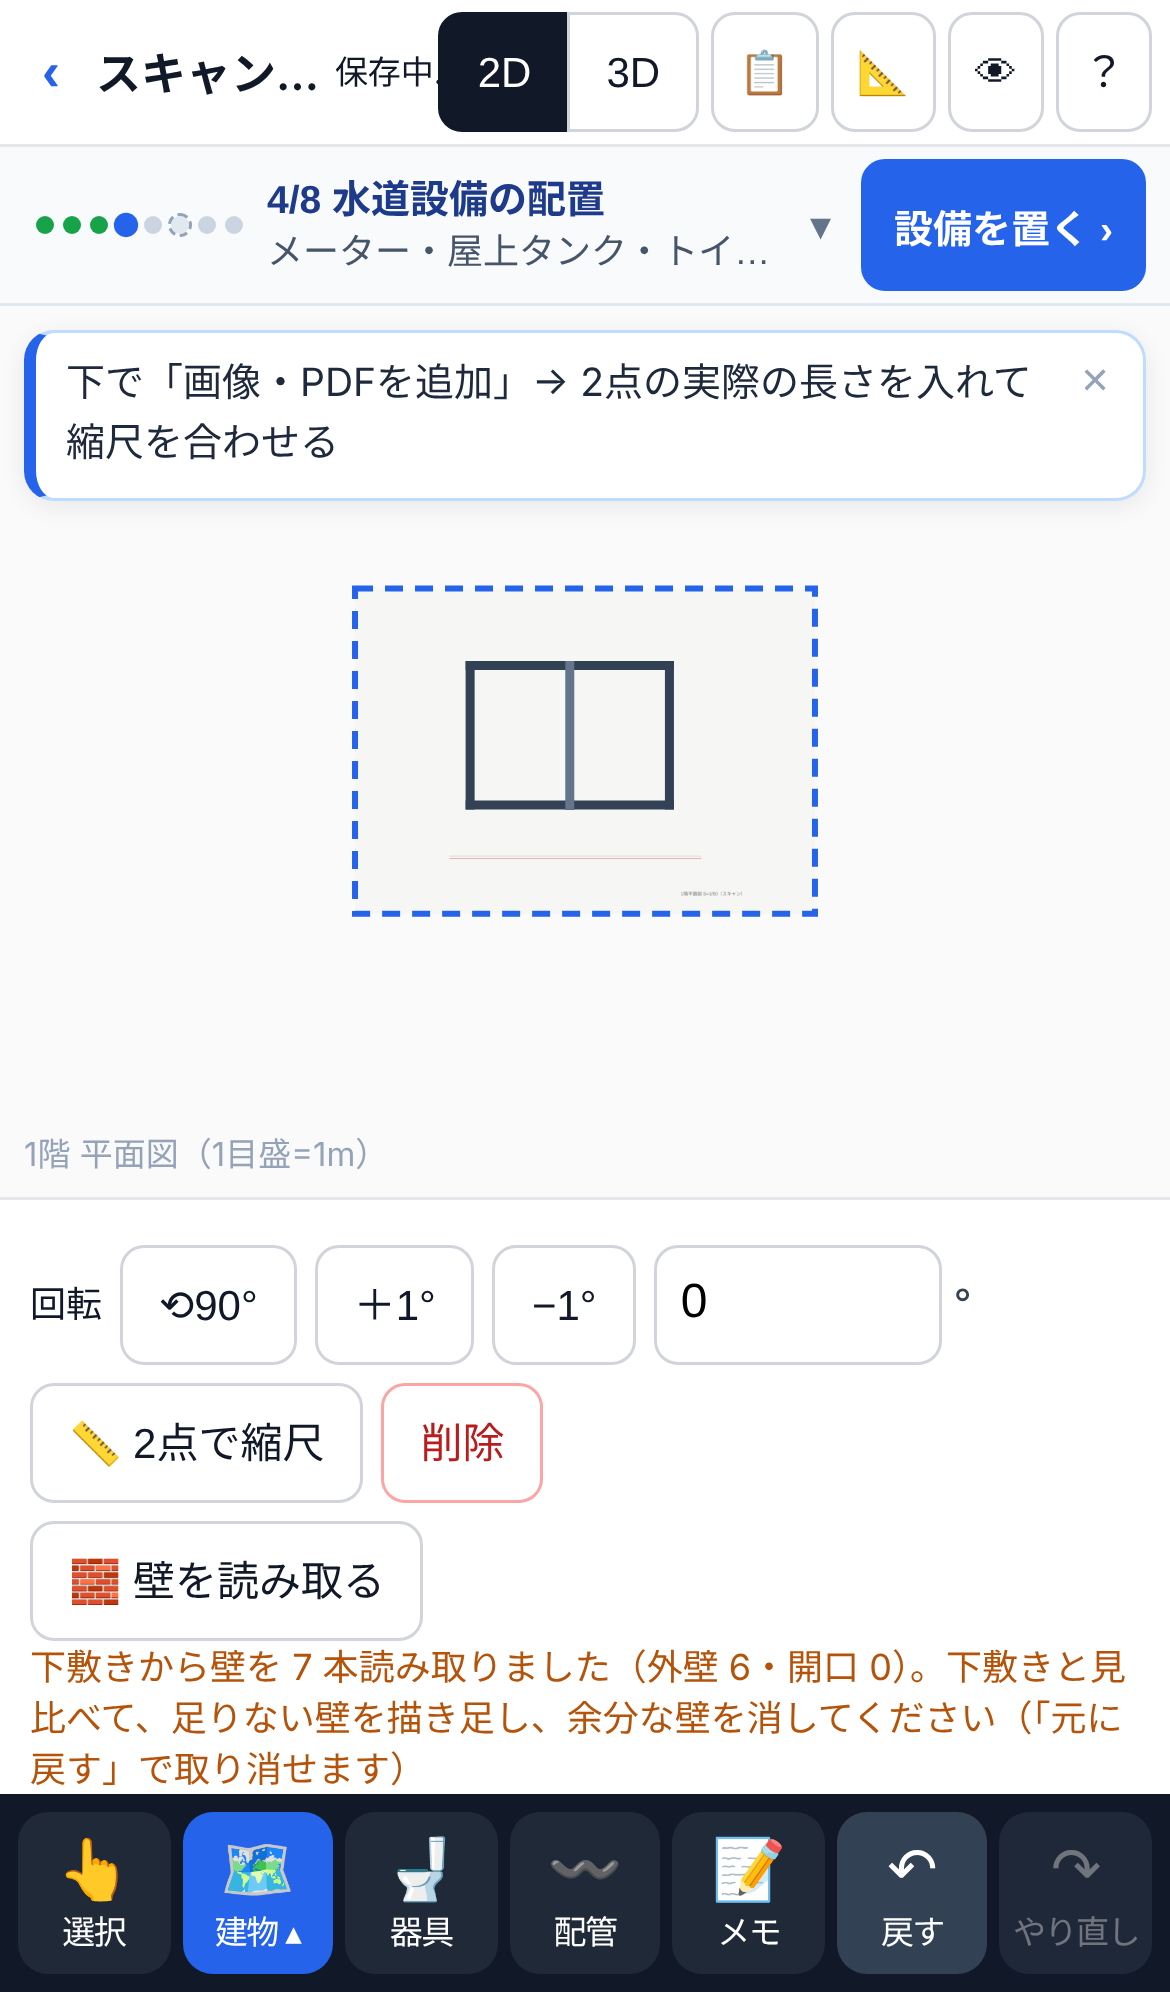 ‹ スキャン… 保存中 2D 3D ?
4/8 水道設備の配置
メーター・屋上タンク・トイ… ▼
設備を置く ›
下で「画像・PDFを追加」→ 2点の実際の長さを入れて ×
縮尺を合わせる
1階 平面図（1目盛=1m）
回転 ⟲90° ＋1° −1° 0 °
2点で縮尺 削除
壁を読み取る
下敷きから壁を 7 本読み取りました（外壁 6・開口 0）。下敷きと見
比べて、足りない壁を描き足し、余分な壁を消してください（「元に
戻す」で取り消せます）
選択 建物▲ 器具 配管 メモ 戻す やり直し